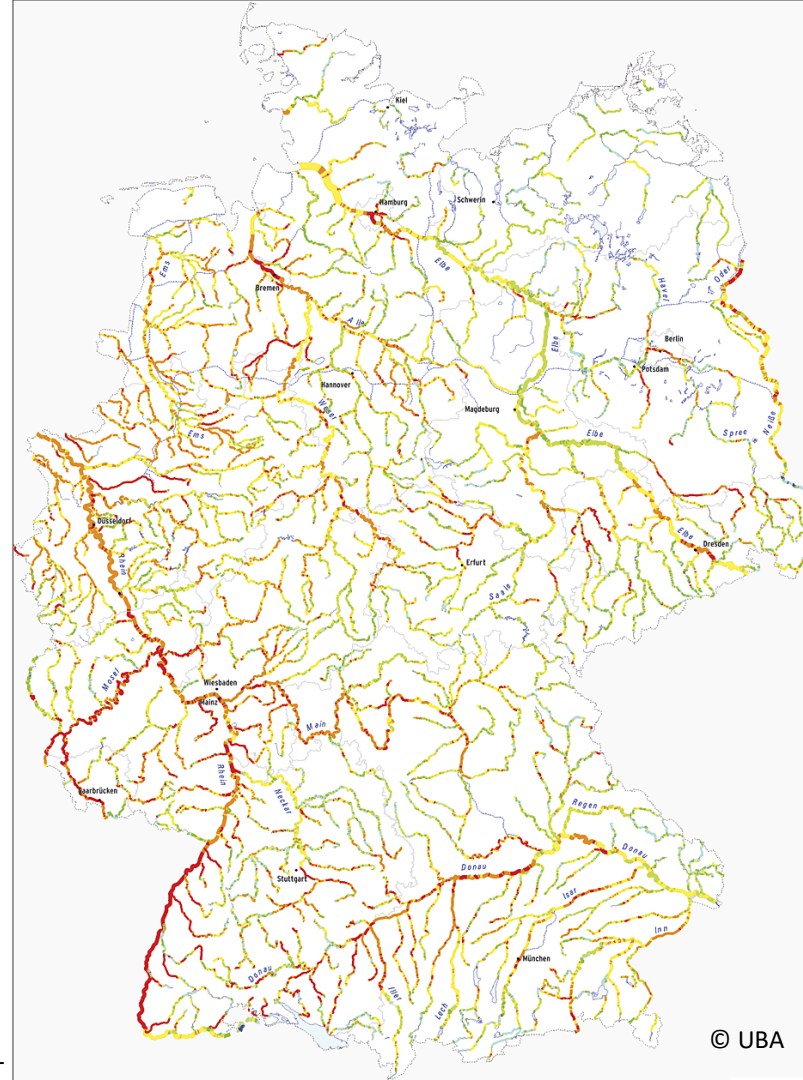 Kiel
Hamburg
Schwerin
Elbe
Ems
Oder
Havel
Bremen
Aller
Berlin
Elbe
Potsdam
Hannover
Weser
Magdeburg
Elbe
Spree
Neiße
Ems
Düsseldorf
Elbe
Dresden
Rhein
Erfurt
Saale
Mosel
Wiesbaden
Mainz
Main
Rhein
Saarbrücken
Neckar
Regen
Donau
Donau
Stuttgart
Isar
Inn
Donau
München
Iller
Lech
© UBA